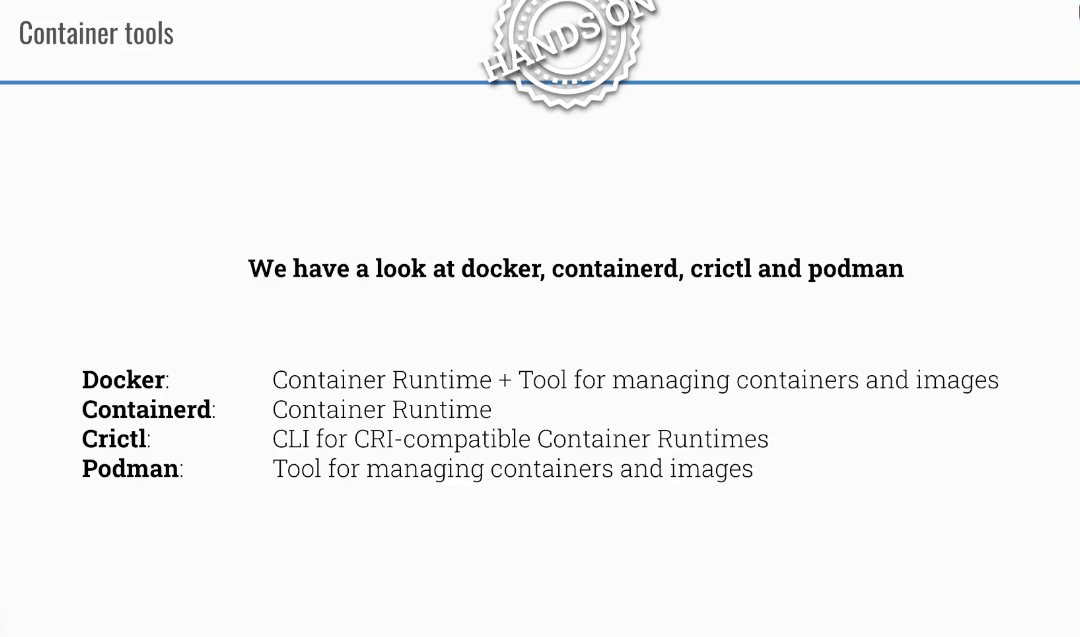 Container tools
HANDS ON
We have a look at docker, containerd, crictl and podman
Docker: Container Runtime + Tool for managing containers and images
Containerd: Container Runtime
Crictl: CLI for CRI-compatible Container Runtimes
Podman: Tool for managing containers and images